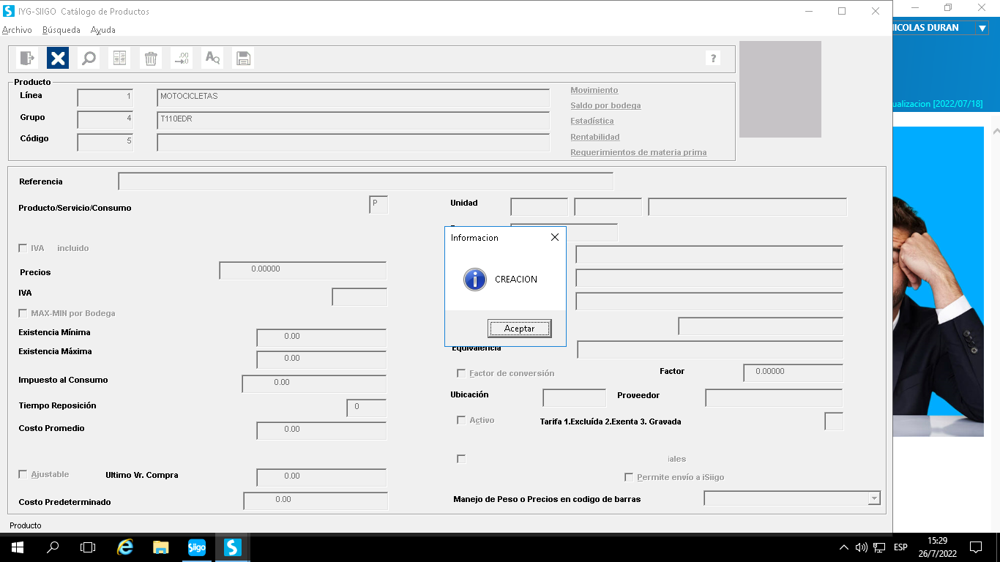 IYG-SIIGO Catálogo de Productos
Archivo Búsqueda Ayuda
NICOLAS DURAN
ualizacion [2022/07/18]
?
Producto
Línea 1 MOTOCICLETAS
Grupo 4 T110EDR
Código 5
Movimiento
Saldo por bodega
Estadística
Rentabilidad
Requerimientos de materia prima
Referencia
Producto/Servicio/Consumo P
Unidad
IVA incluido
Precios 0.00000
IVA
MAX-MIN por Bodega
Existencia Mínima 0.00
Existencia Máxima 0.00
Impuesto al Consumo 0.00
Tiempo Reposición 0
Costo Promedio 0.00
Ajustable Ultimo Vr. Compra 0.00
Costo Predeterminado 0.00
Informacion
CREACION
Aceptar
Equivalencia
Factor de conversión Factor 0.00000
Ubicación Proveedor
Activo Tarifa 1.Excluída 2.Exenta 3. Gravada
iales
Permite envío a iSiigo
Manejo de Peso o Precios en codigo de barras
Producto
Siigo
ESP
15:29
26/7/2022